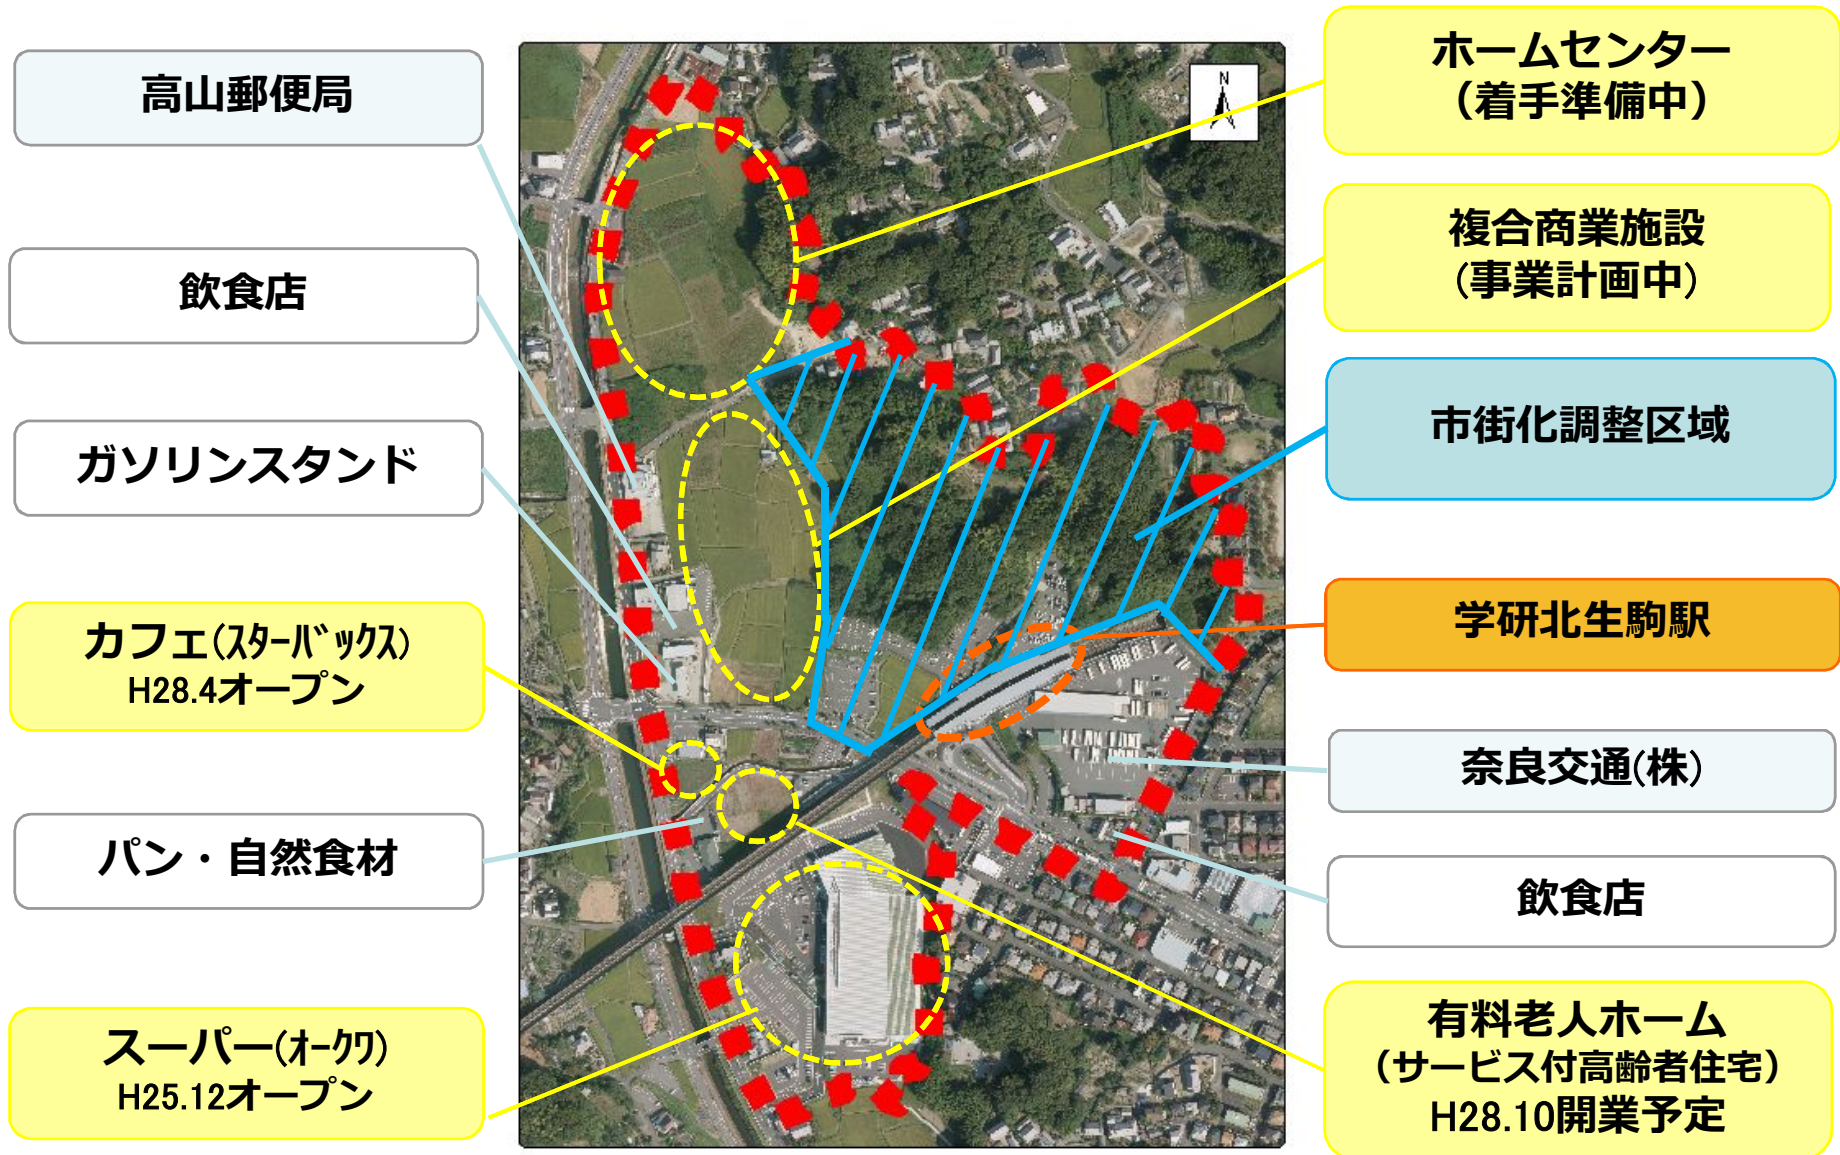 高山郵便局
飲食店
ガソリンスタンド
カフェ(ｽﾀｰﾊﾞｯｸｽ)
H28.4オープン
パン・自然食材
スーパー(ｵｰｸﾜ)
H25.12オープン
N
ホームセンター
（着手準備中）
複合商業施設
(事業計画中)
市街化調整区域
学研北生駒駅
奈良交通(株)
飲食店
有料老人ホーム
（サービス付高齢者住宅）
H28.10開業予定